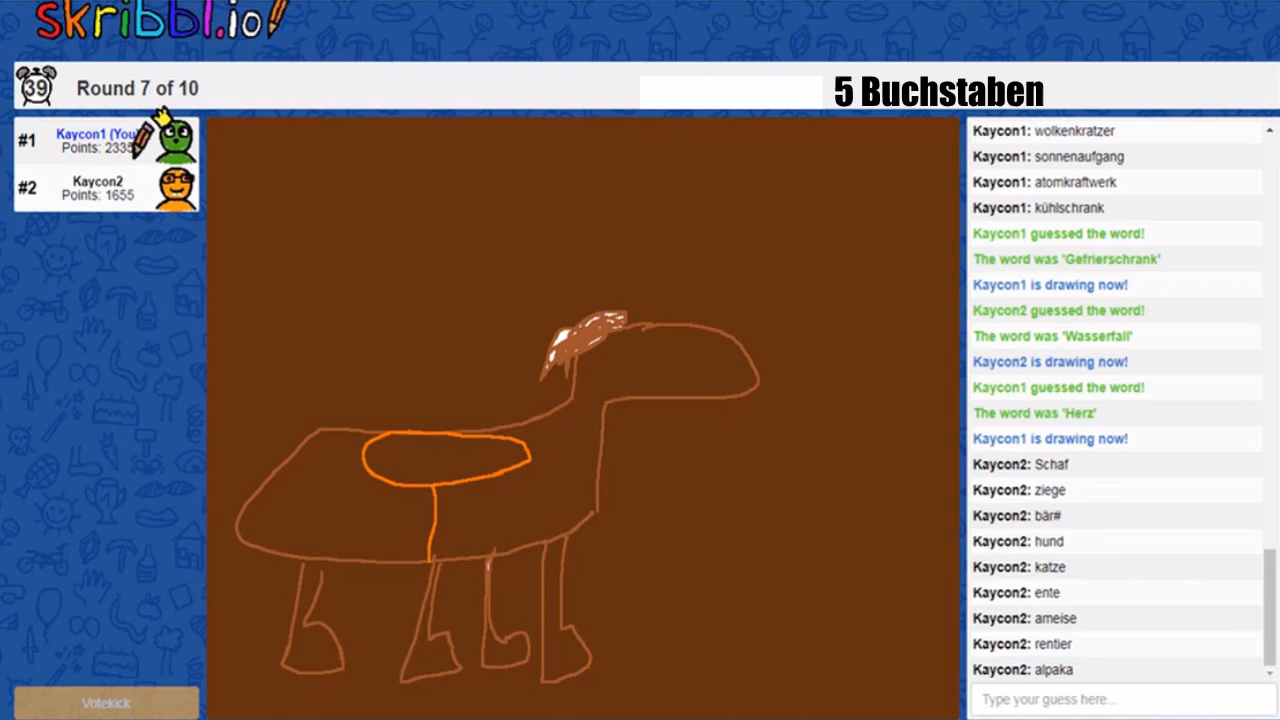 skribbl.io
39
Round 7 of 10
5 Buchstaben
#1
Kaycon1 (You)
Points: 2335
#2
Kaycon2
Points: 1655
Kaycon1: wolkenkratzer
Kaycon1: sonnenaufgang
Kaycon1: atomkraftwerk
Kaycon1: kühlschrank
Kaycon1 guessed the word!
The word was 'Gefrierschrank'
Kaycon1 is drawing now!
Kaycon2 guessed the word!
The word was 'Wasserfall'
Kaycon2 is drawing now!
Kaycon1 guessed the word!
The word was 'Herz'
Kaycon1 is drawing now!
Kaycon2: Schaf
Kaycon2: ziege
Kaycon2: bär#
Kaycon2: hund
Kaycon2: katze
Kaycon2: ente
Kaycon2: ameise
Kaycon2: rentier
Kaycon2: alpaka
Votekick
Type your guess here...